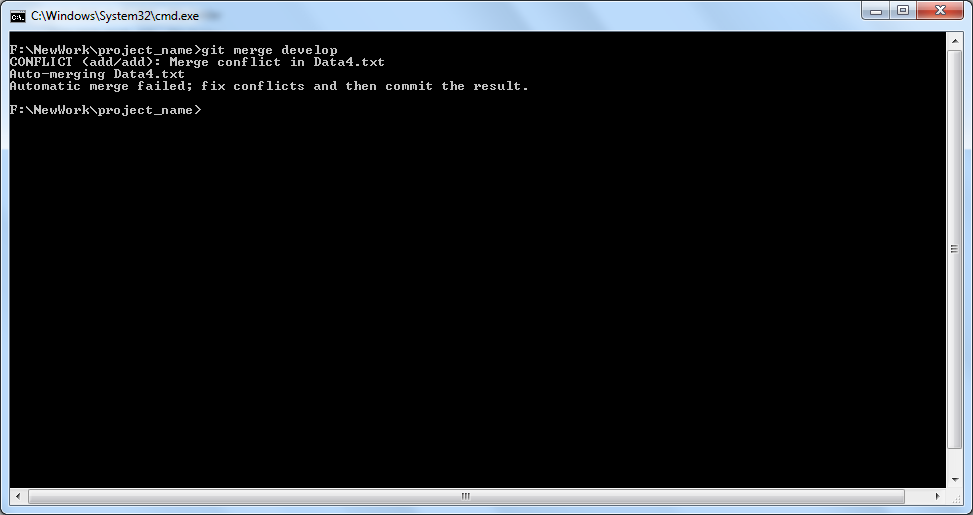 C:\Windows\System32\cmd.exe
F:\NewWork\project_name>git merge develop
CONFLICT (add/add): Merge conflict in Data4.txt
Auto-merging Data4.txt
Automatic merge failed; fix conflicts and then commit the result.
F:\NewWork\project_name>